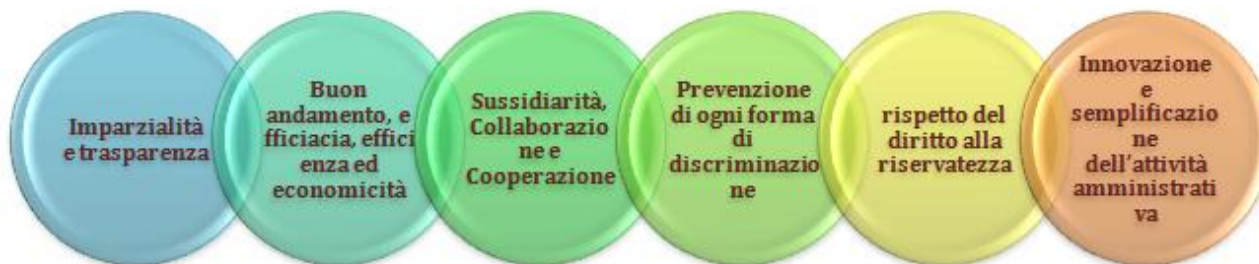 Imparzialità
e trasparenza
Buon
andamento, e
fficiacia, effici
enza ed
economicità
Sussidiarità,
Collaborazio
ne e
Cooperazione
Prevenzione
di ogni forma
di
discriminazio
ne
rispetto del
diritto alla
riservatezza
Innovazione
e
semplificazio
ne
dell'attività
amministrati
va